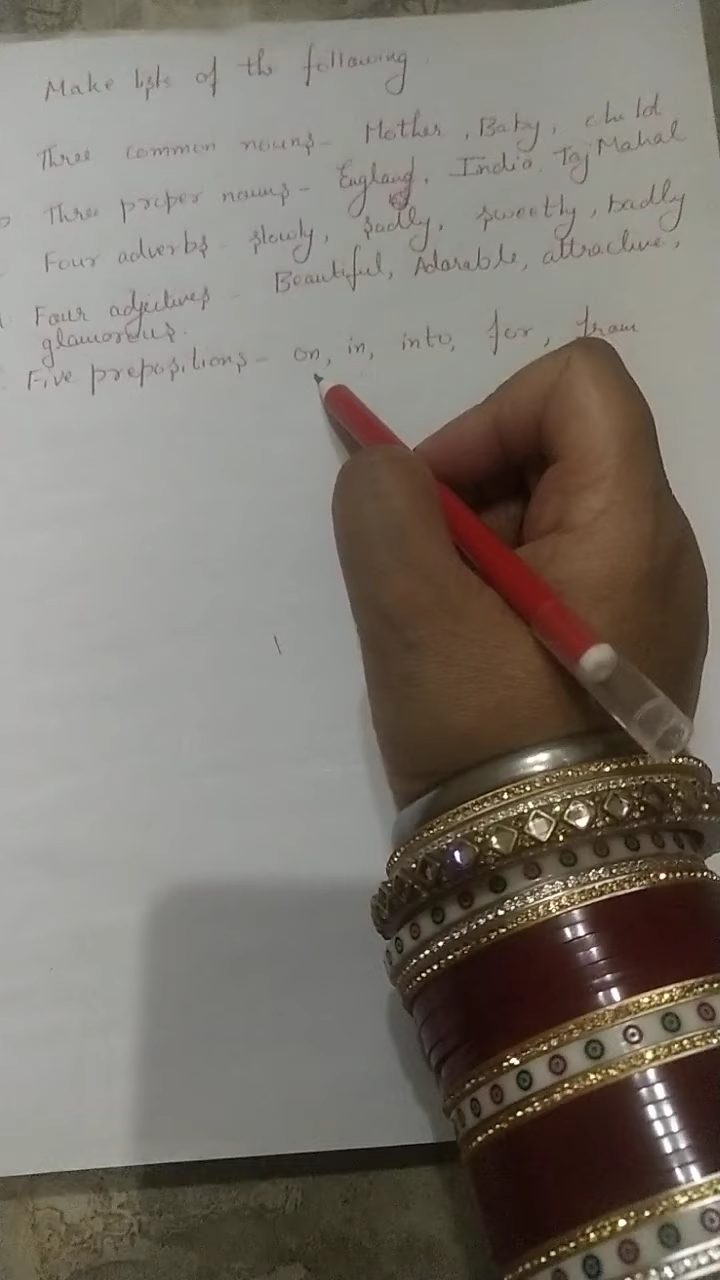 Make lists of the following.
Three common nouns - Mother, Baby, child
Three proper nouns - England, India, Taj Mahal
Four adverbs - slowly, sadly, sweetly, badly
Four adjectives - Beautiful, Adorable, attractive,
glamorous.
Five prepositions - on, in, into, for, from